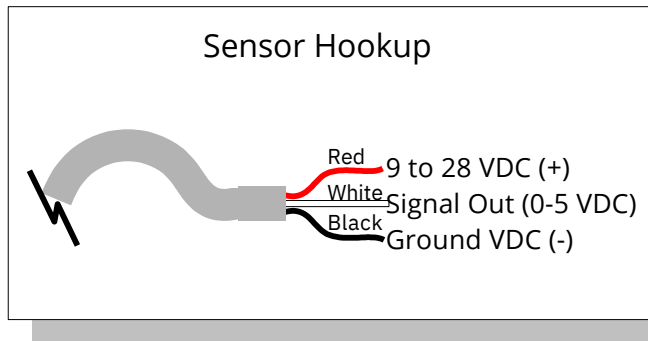 Sensor Hookup
Red
9 to 28 VDC (+)
White
Signal Out (0-5 VDC)
Black
Ground VDC (-)